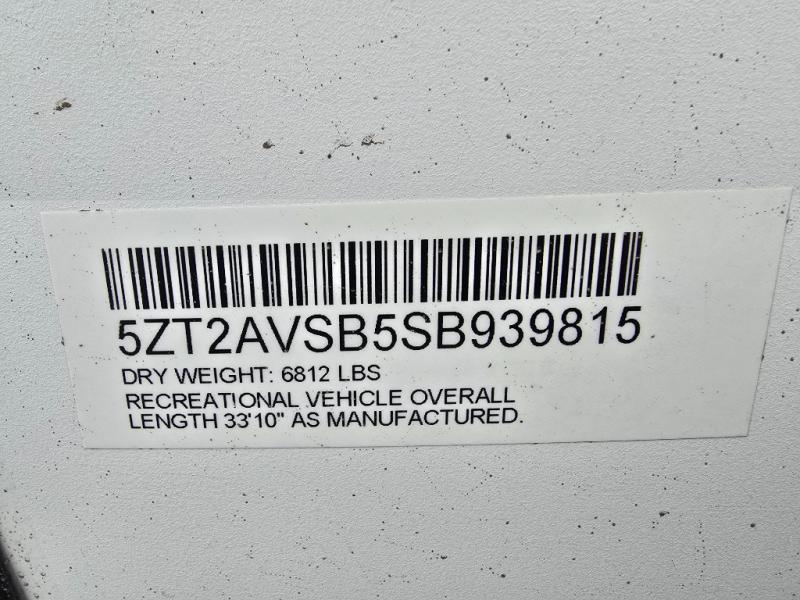 5ZT2AVSB5SB939815
DRY WEIGHT: 6812 LBS
RECREATIONAL VEHICLE OVERALL
LENGTH 33'10" AS MANUFACTURED.